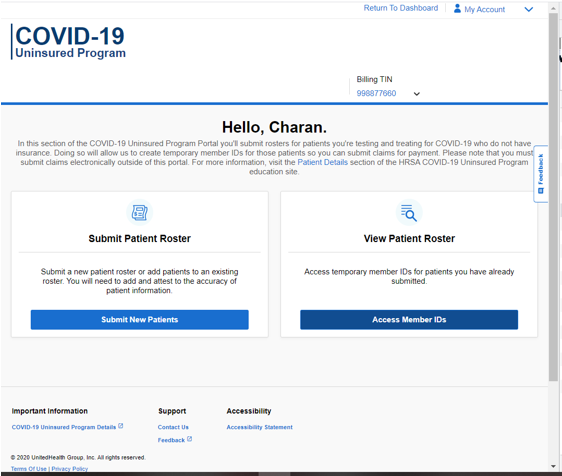 Return To Dashboard
My Account
COVID-19
Uninsured Program
Billing TIN
998877660
Hello, Charan.
In this section of the COVID-19 Uninsured Program Portal you'll submit rosters for patients you're testing and treating for COVID-19 who do not have
insurance. Doing so will allow us to create temporary member IDs for those patients so you can submit claims for payment. Please note that you must
submit claims electronically outside of this portal. For more information, visit the Patient Details section of the HRSA COVID-19 Uninsured Program
education site.
Feedback
Submit Patient Roster
Submit a new patient roster or add patients to an existing
roster. You will need to add and attest to the accuracy of
patient information.
Submit New Patients
View Patient Roster
Access temporary member IDs for patients you have already
submitted.
Access Member IDs
Important Information
COVID-19 Uninsured Program Details
Support
Contact Us
Feedback
Accessibility
Accessibility Statement
© 2020 UnitedHealth Group, Inc. All rights reserved.
Terms Of Use | Privacy Policy